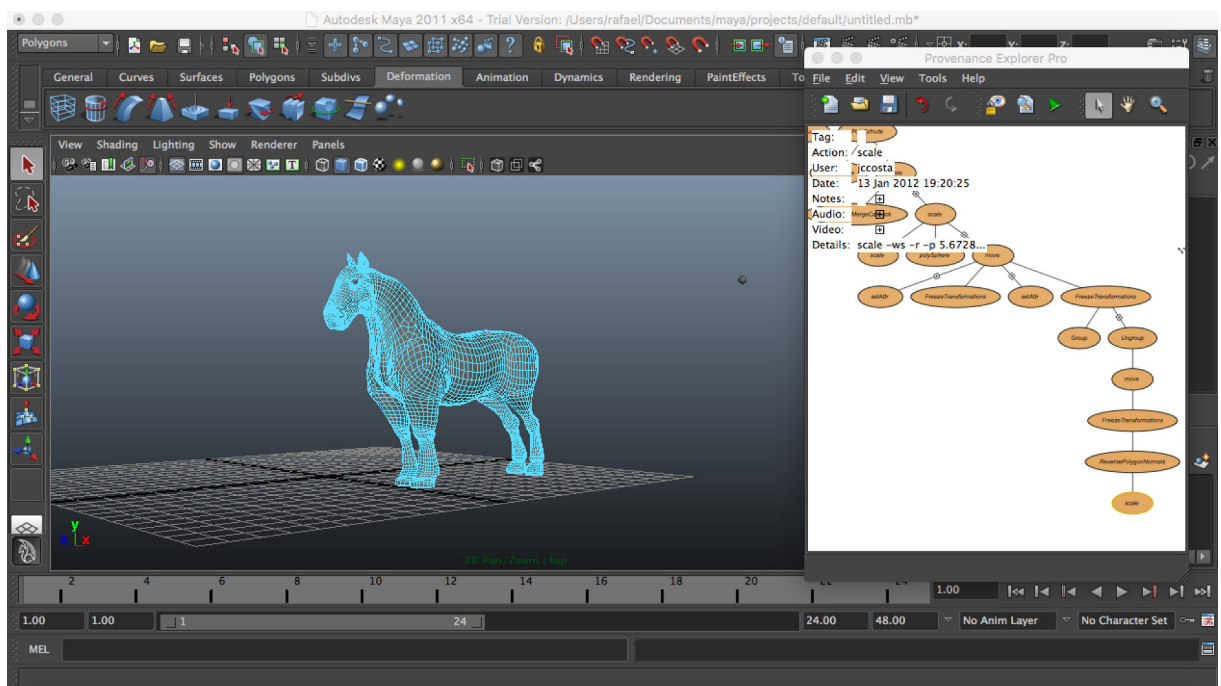 Autodesk Maya 2011 x64 - Trial Version: /Users/rafael/Documents/maya/projects/default/untitled.mb*
Polygons
X: Y: Z:
General Curves Surfaces Polygons Subdivs Deformation Animation Dynamics Rendering PaintEffects To
View Shading Lighting Show Renderer Panels
2D Pan/Zoom : top
y
z x
Provenance Explorer Pro
File Edit View Tools Help
Tag:
Action: scale
User: jccosta
Date: 13 Jan 2012 19:20:25
Notes:
Audio:
Video:
Details: scale -ws -r -p 5.6728...
scale
scale polySphere move
setAttr FreezeTransformations setAttr FreezeTransformations
Group Ungroup
move
FreezeTransformations
ReversePolygonNormals
scale
2 4 6 8 10 12 14 16 18 20
1.00
1.00 1.00 1 24 24.00 48.00 No Anim Layer No Character Set
MEL